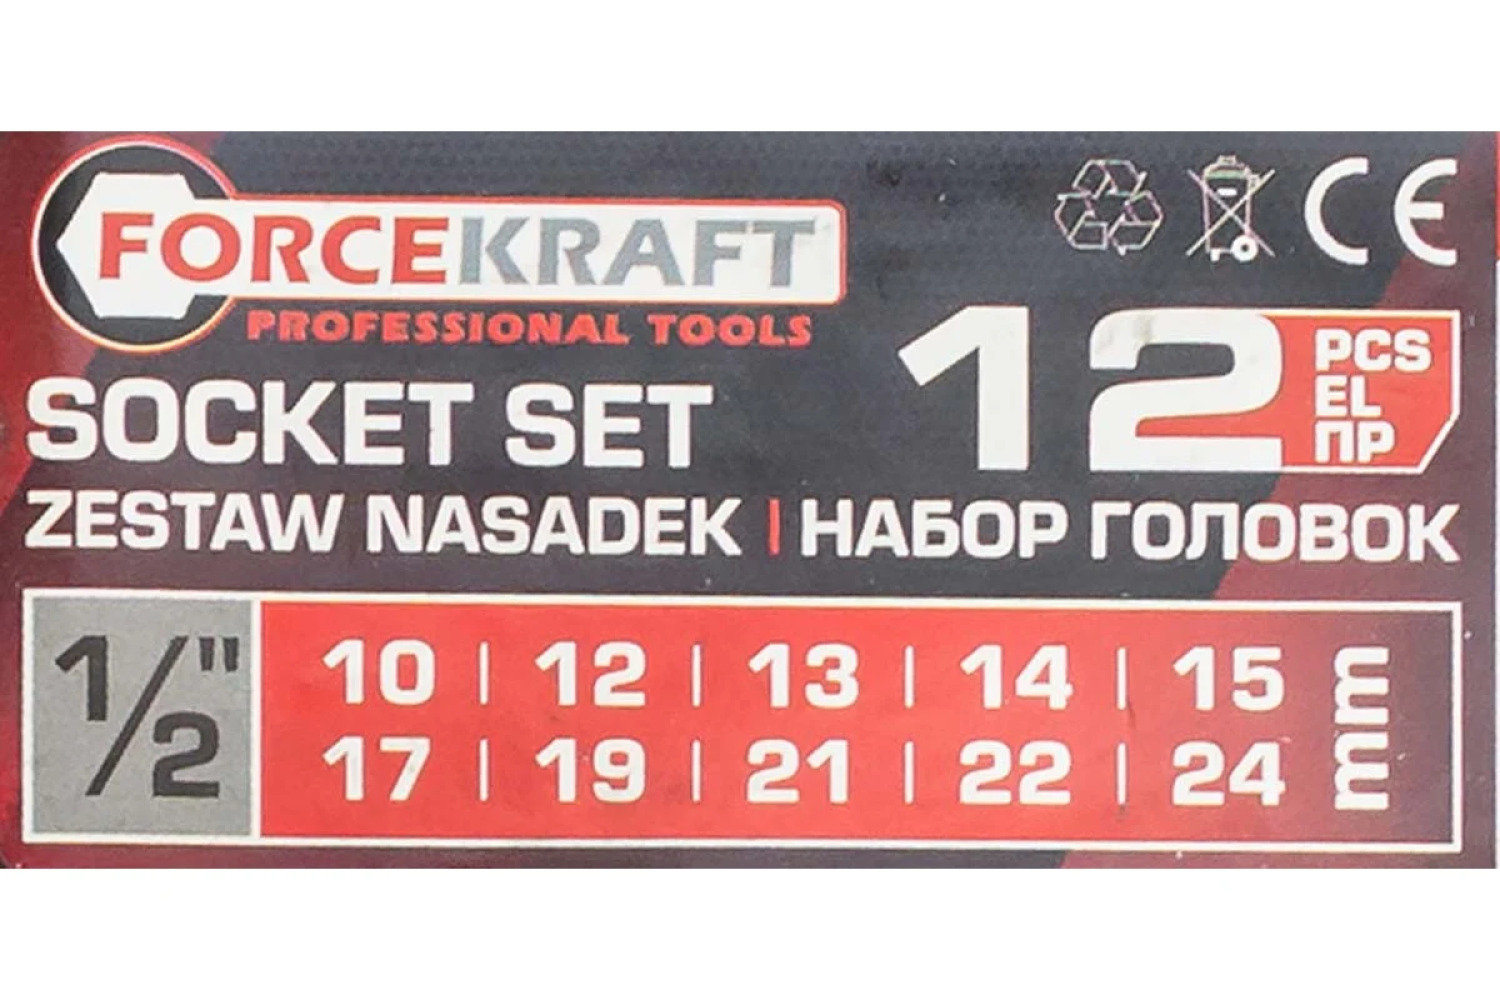 FORCEKRAFT
PROFESSIONAL TOOLS
CE
SOCKET SET
12 PCS
EL
ПР
ZESTAW NASADEK | НАБОР ГОЛОВОК
1/2"
10 | 12 | 13 | 14 | 15
17 | 19 | 21 | 22 | 24
mm